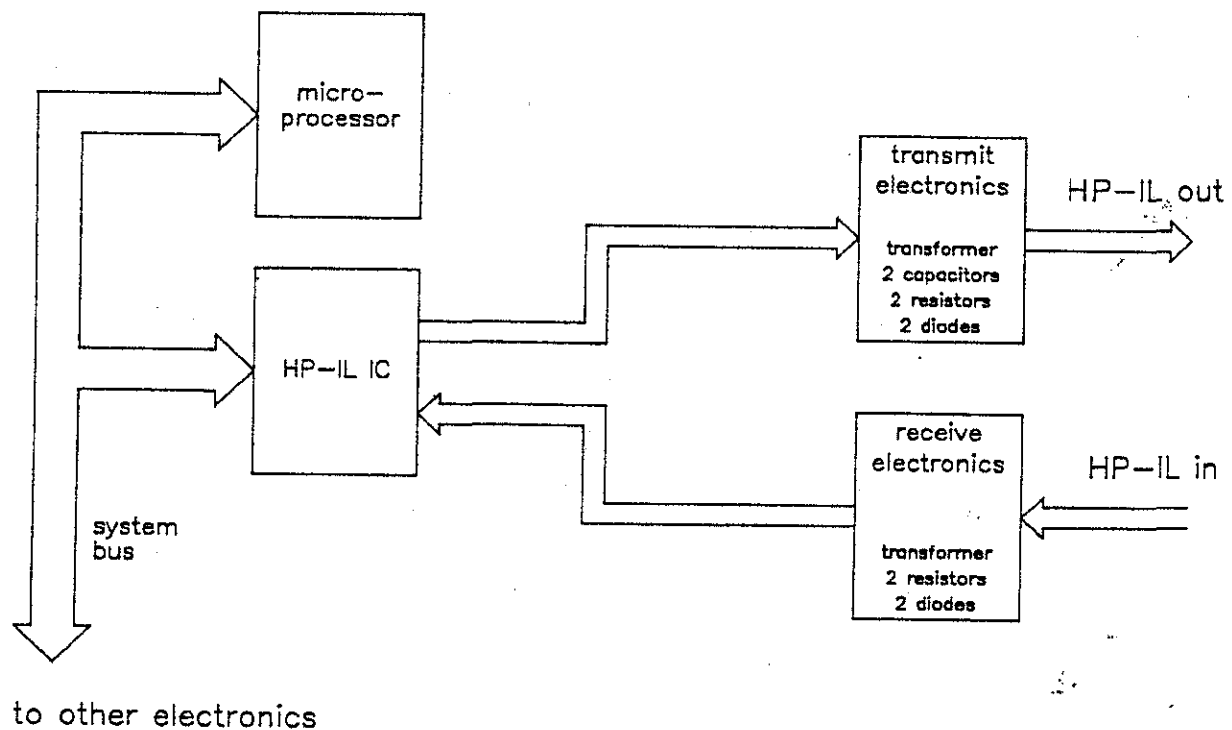 micro-
processor
transmit
electronics
transformer
2 capacitors
2 resistors
2 diodes
HP-IL out
HP-IL IC
receive
electronics
transformer
2 resistors
2 diodes
HP-IL in
system
bus
to other electronics